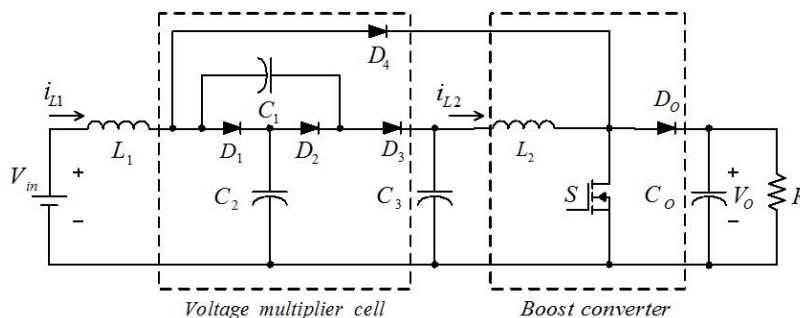 D4
iL1
C1
iL2
DO
L1
D1
D2
D3
L2
Vin
+
−
C2
C3
S
CO
+
VO
−
R
Voltage multiplier cell
Boost converter